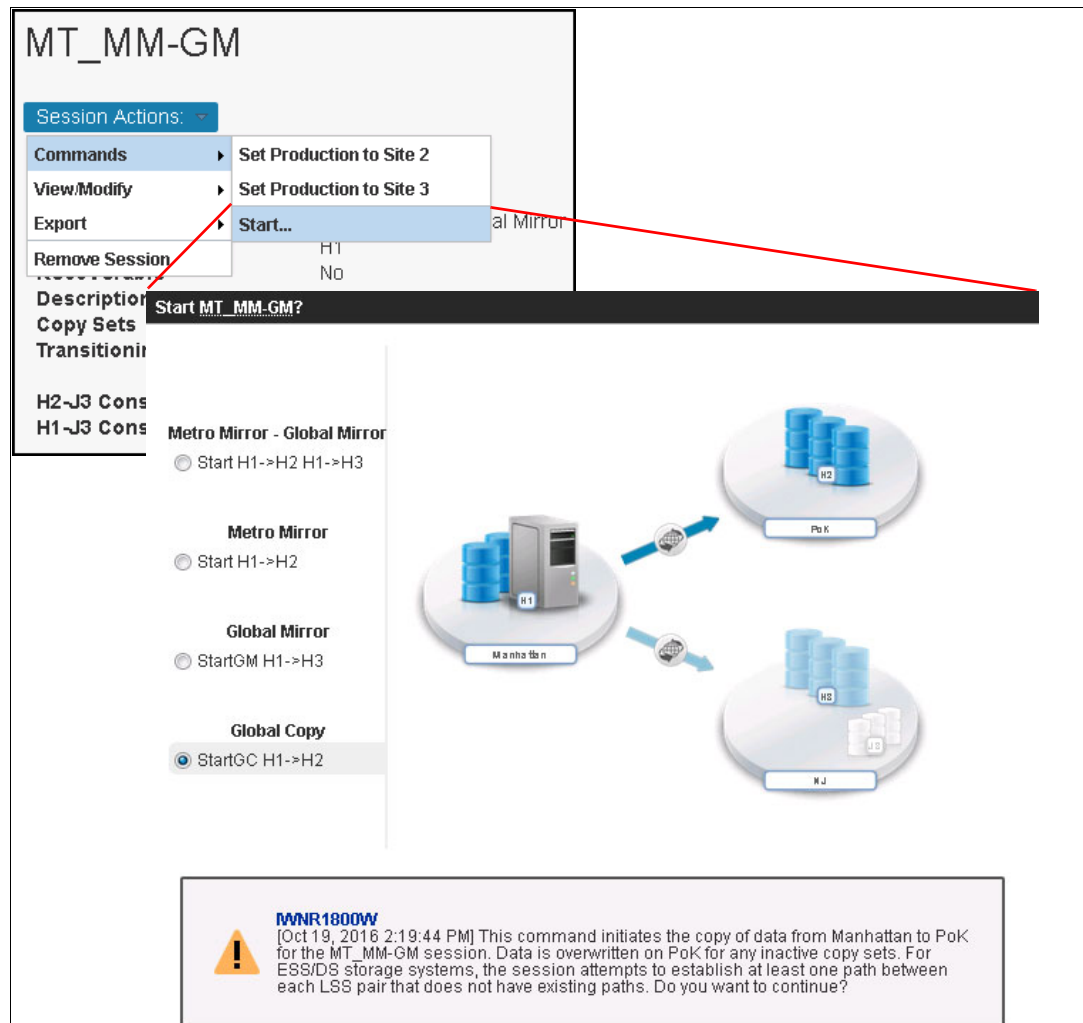 MT_MM-GM
Session Actions:
Commands
View/Modify
Export
Remove Session
Set Production to Site 2
Set Production to Site 3
Start...
al Mirror
H1
No
Description
Copy Sets
Transitionin
H2-J3 Cons
H1-J3 Cons
Start MT_MM-GM?
Metro Mirror - Global Mirror
Start H1->H2 H1->H3
Metro Mirror
Start H1->H2
Global Mirror
StartGM H1->H3
Global Copy
StartGC H1->H2
H2
PoK
H1
Manhattan
H3
J3
NJ
IWNR1800W
[Oct 19, 2016 2:19:44 PM] This command initiates the copy of data from Manhattan to PoK
for the MT_MM-GM session. Data is overwritten on PoK for any inactive copy sets. For
ESS/DS storage systems, the session attempts to establish at least one path between
each LSS pair that does not have existing paths. Do you want to continue?